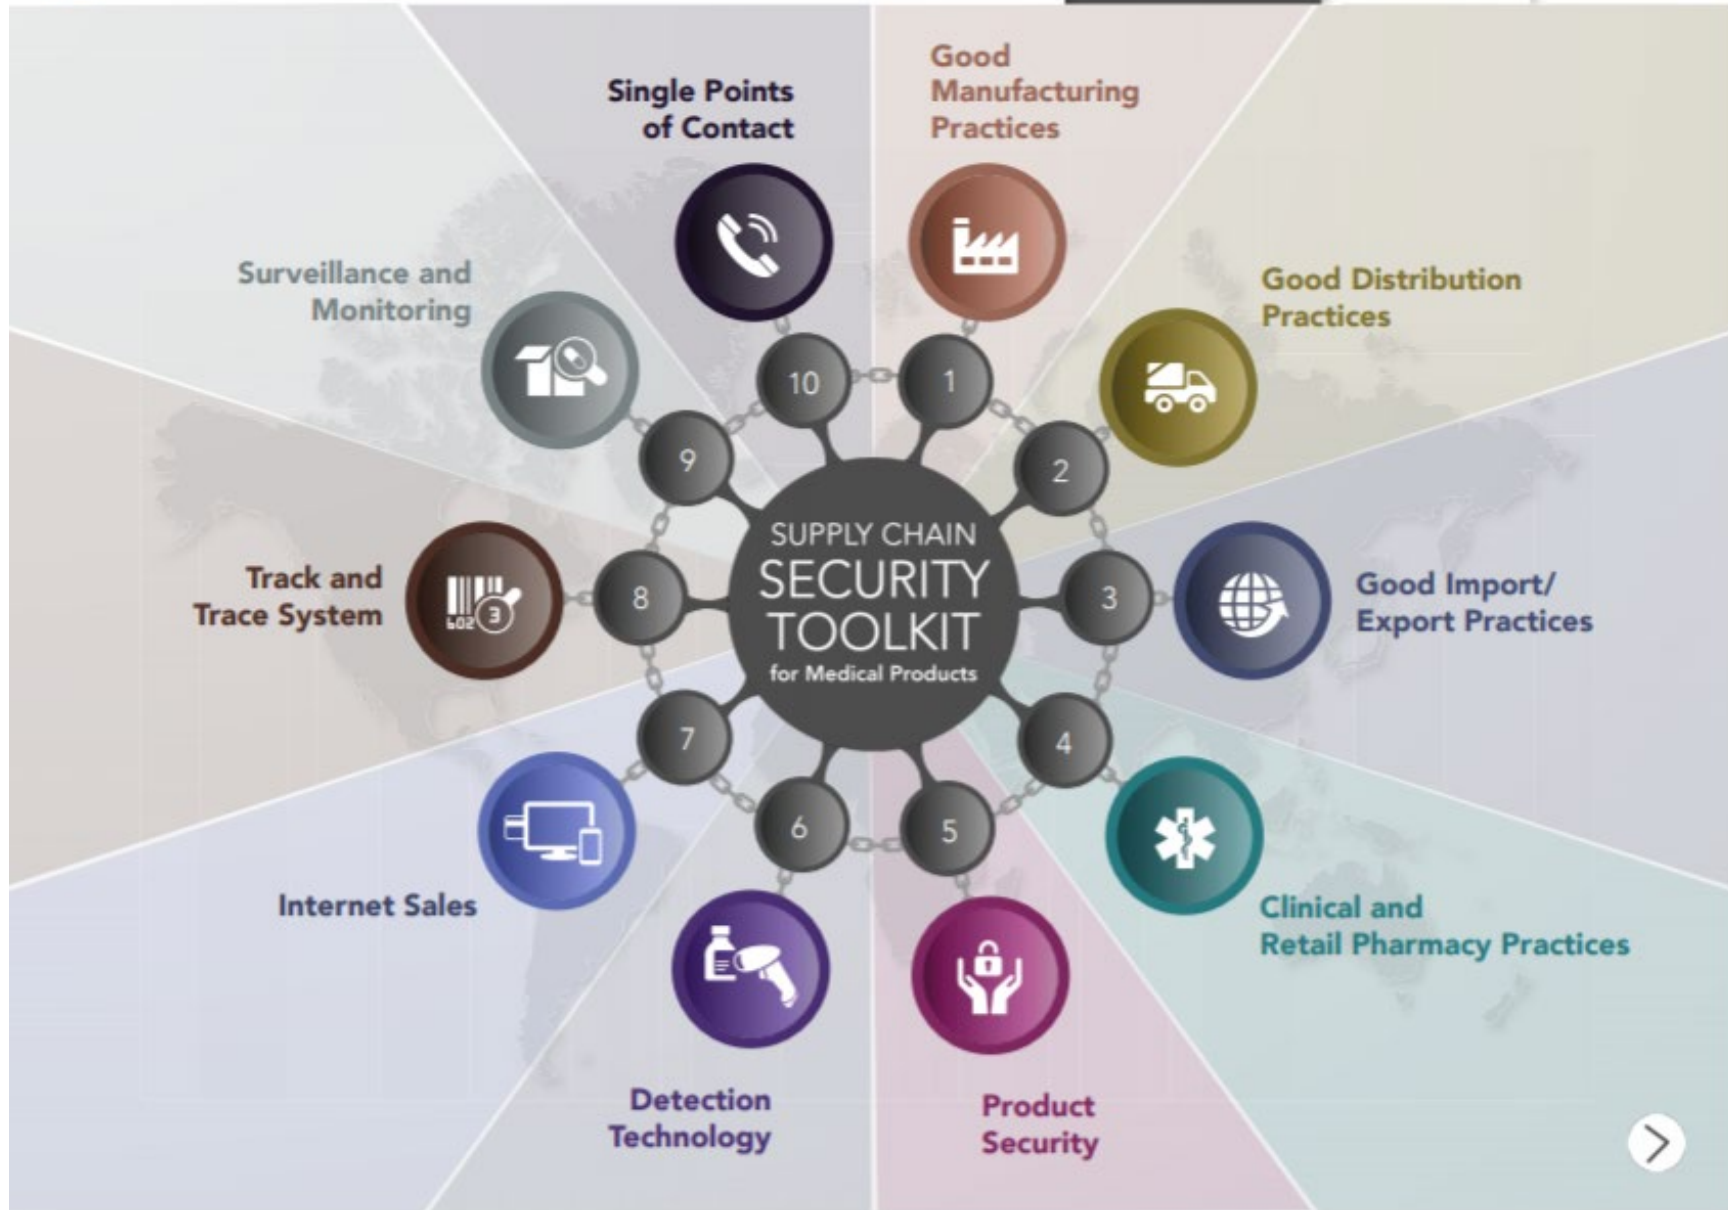 SUPPLY CHAIN
SECURITY
TOOLKIT
for Medical Products
1
Good
Manufacturing
Practices
2
Good Distribution
Practices
3
Good Import/
Export Practices
4
Clinical and
Retail Pharmacy Practices
5
Product
Security
6
Detection
Technology
7
Internet Sales
8
Track and
Trace System
3
9
Surveillance and
Monitoring
10
Single Points
of Contact